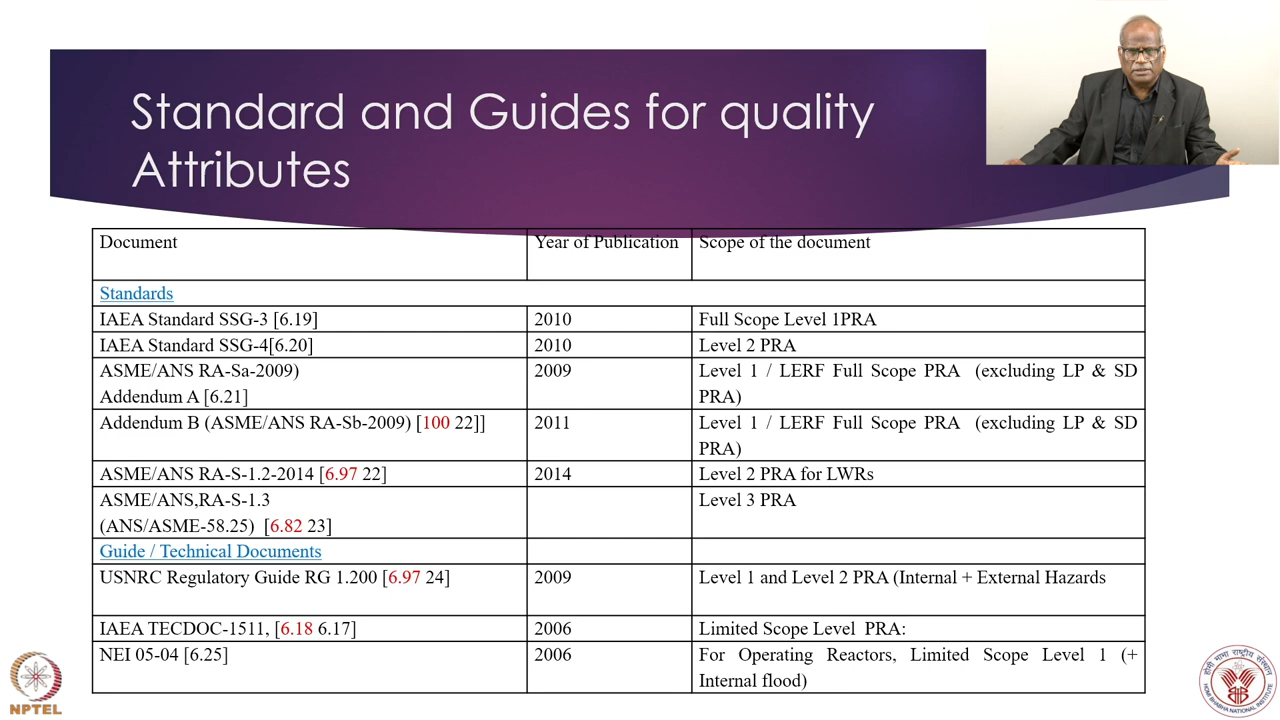 Standard and Guides for quality
Attributes
Document Year of Publication Scope of the document
Standards
IAEA Standard SSG-3 [6.19] 2010 Full Scope Level 1PRA
IAEA Standard SSG-4[6.20] 2010 Level 2 PRA
ASME/ANS RA-Sa-2009) 2009 Level 1 / LERF Full Scope PRA (excluding LP & SD
Addendum A [6.21] PRA)
Addendum B (ASME/ANS RA-Sb-2009) [100 22]] 2011 Level 1 / LERF Full Scope PRA (excluding LP & SD
PRA)
ASME/ANS RA-S-1.2-2014 [6.97 22] 2014 Level 2 PRA for LWRs
ASME/ANS,RA-S-1.3 Level 3 PRA
(ANS/ASME-58.25) [6.82 23]
Guide / Technical Documents
USNRC Regulatory Guide RG 1.200 [6.97 24] 2009 Level 1 and Level 2 PRA (Internal + External Hazards
IAEA TECDOC-1511, [6.18 6.17] 2006 Limited Scope Level PRA:
NEI 05-04 [6.25] 2006 For Operating Reactors, Limited Scope Level 1 (+
Internal flood)
NPTEL
होमी भाभा राष्ट्रीय संस्थान
HOMI BHABHA NATIONAL INSTITUTE